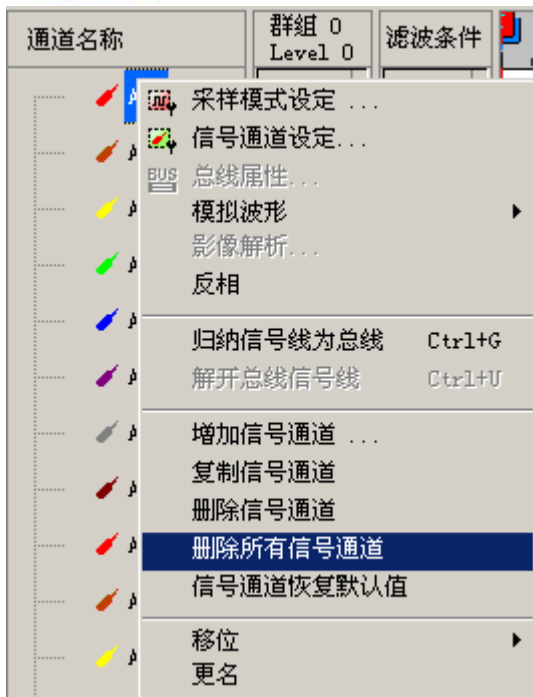 通道名称
群组 0
Level 0
滤波条件
采样模式设定 ...
信号通道设定...
BUS 总线属性...
模拟波形
影像解析...
反相
归纳信号线为总线 Ctrl+G
解开总线信号线 Ctrl+U
增加信号通道 ...
复制信号通道
删除信号通道
删除所有信号通道
信号通道恢复默认值
移位
更名